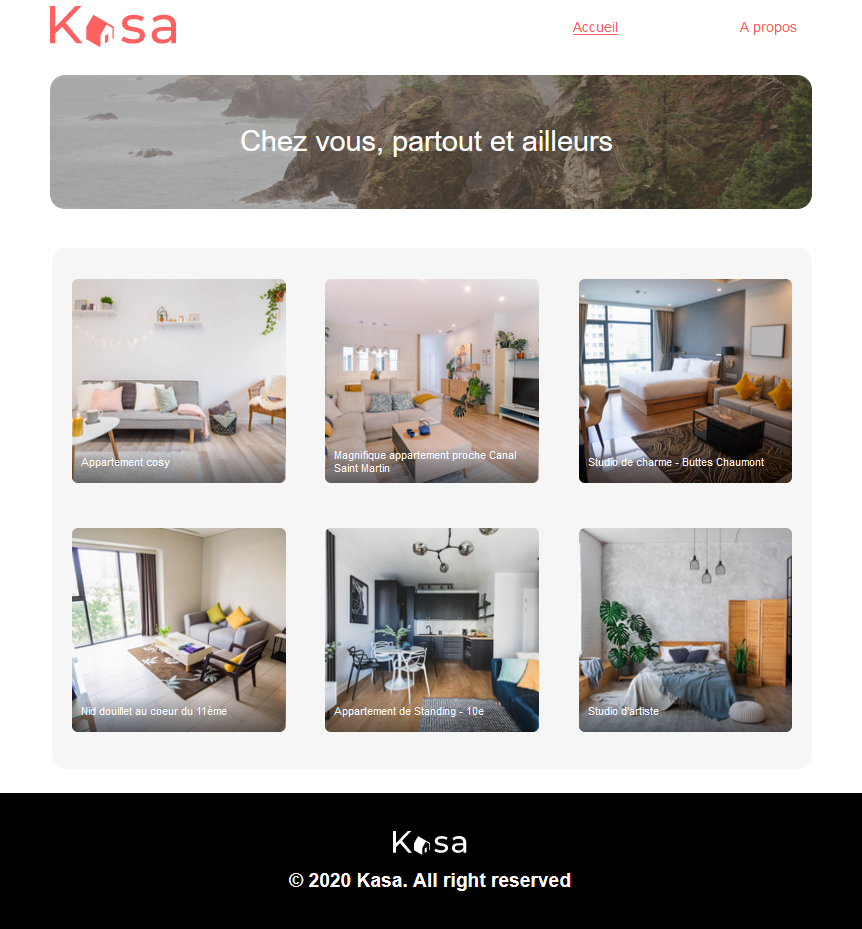 Kasa
Accueil
A propos
Chez vous, partout et ailleurs
Appartement cosy
Magnifique appartement proche Canal
Saint Martin
Studio de charme - Buttes Chaumont
Nid douillet au coeur du 11ème
Appartement de Standing - 10e
Studio d'artiste
Kasa
© 2020 Kasa. All right reserved